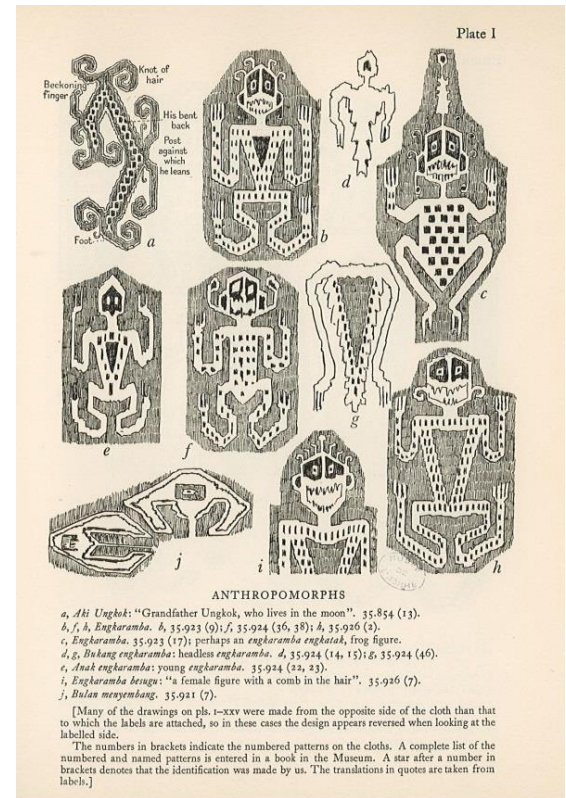 Plate I
Knot of
hair
Beckoning
finger
His bent
back
Post
against
which
he leans
Foot
a
b
d
c
e
f
g
h
j
i
ANTHROPOMORPHS
a, Aki Ungkok: “Grandfather Ungkok, who lives in the moon”. 35.854 (13).
b, f, h, Engkaramba. b, 35.923 (9); f, 35.924 (36, 38); h, 35.926 (2).
c, Engkaramba. 35.923 (17); perhaps an engkaramba engkatak, frog figure.
d, g, Bukang engkaramba: headless engkaramba. d, 35.924 (14, 15); g, 35.924 (46).
e, Anak engkaramba: young engkaramba. 35.924 (22, 23).
i, Engkaramba besugu: “a female figure with a comb in the hair”. 35.926 (7).
j, Bulan menyembang. 35.921 (7).
[Many of the drawings on pls. I–XXV were made from the opposite side of the cloth than that
to which the labels are attached, so in these cases the design appears reversed when looking at the
labelled side.
The numbers in brackets indicate the numbered patterns on the cloths. A complete list of the
numbered and named patterns is entered in a book in the Museum. A star after a number in
brackets denotes that the identification was made by us. The translations in quotes are taken from
labels.]